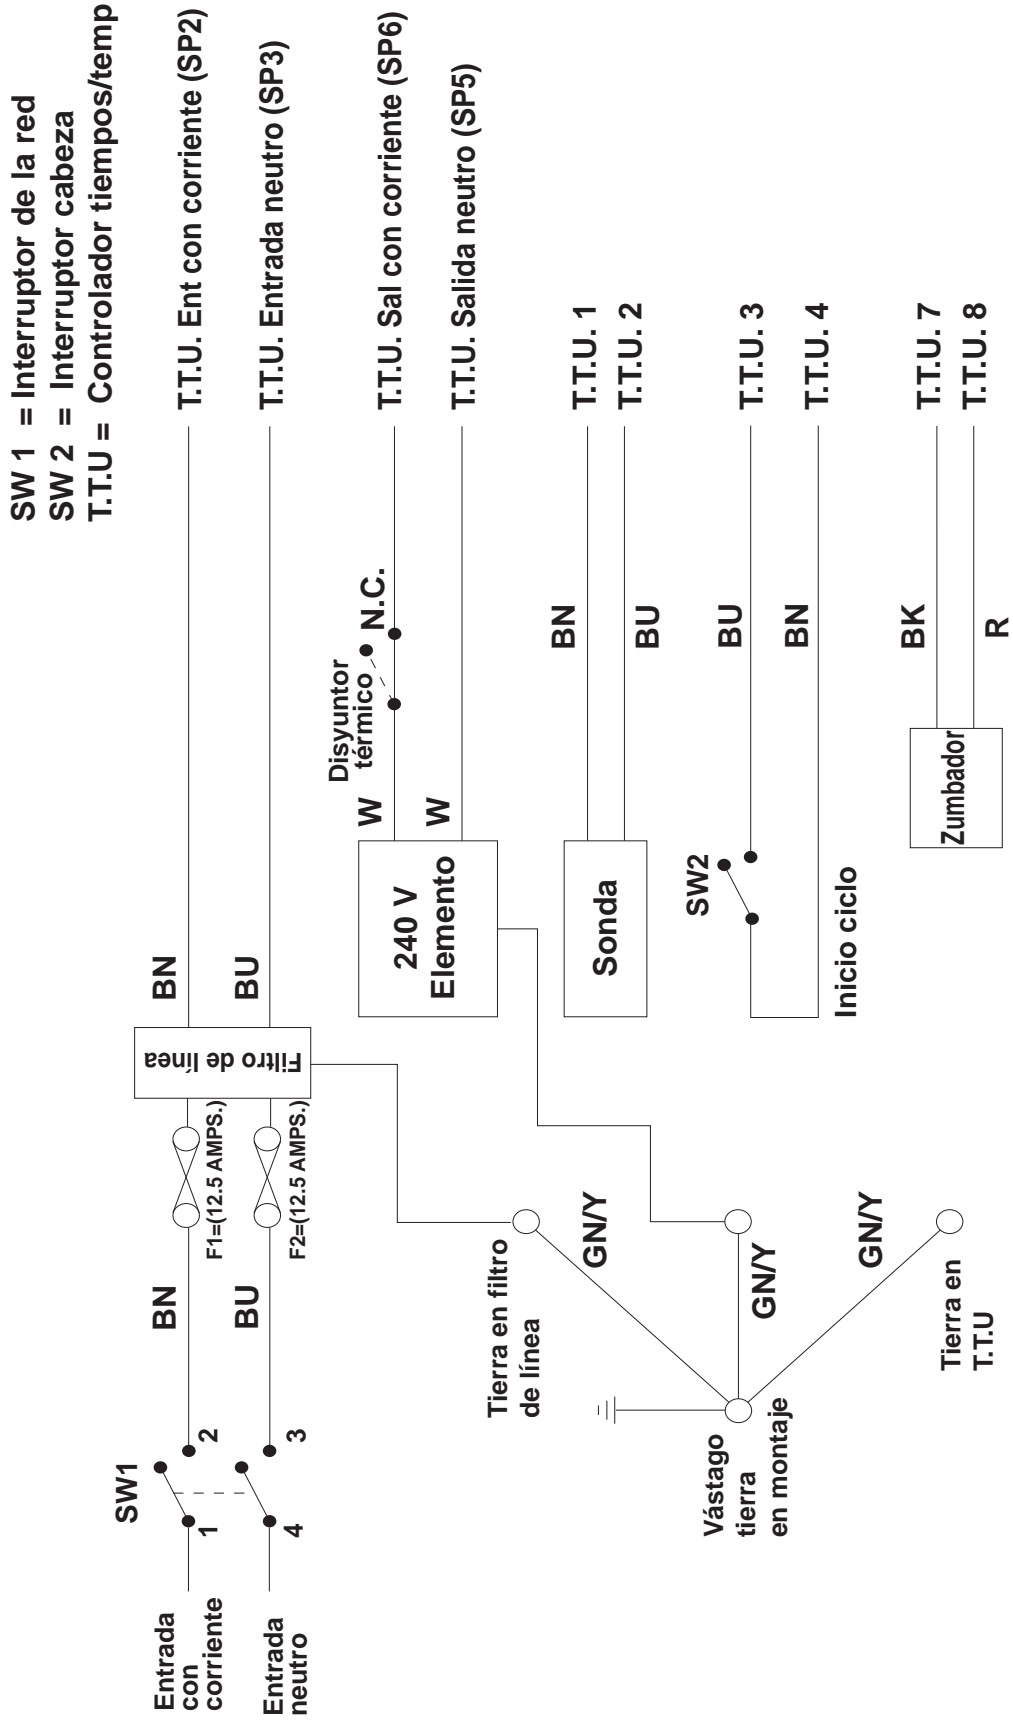 SW 1 = Interruptor de la red
SW 2 = Interruptor cabeza
T.T.U = Controlador tiempos/temp
Entrada
con
corriente
SW1
1
2
BN
F1=(12.5 AMPS.)
Filtro de línea
BN
T.T.U. Ent con corriente (SP2)
Entrada
neutro
4
3
BU
F2=(12.5 AMPS.)
BU
T.T.U. Entrada neutro (SP3)
240 V
Elemento
W
Disyuntor
térmico
N.C.
T.T.U. Sal con corriente (SP6)
W
T.T.U. Salida neutro (SP5)
Tierra en filtro
de línea
GN/Y
Sonda
BN
T.T.U. 1
BU
T.T.U. 2
Vástago
tierra
en montaje
GN/Y
SW2
BU
T.T.U. 3
BN
T.T.U. 4
Inicio ciclo
GN/Y
Tierra en
T.T.U
Zumbador
BK
T.T.U. 7
R
T.T.U. 8